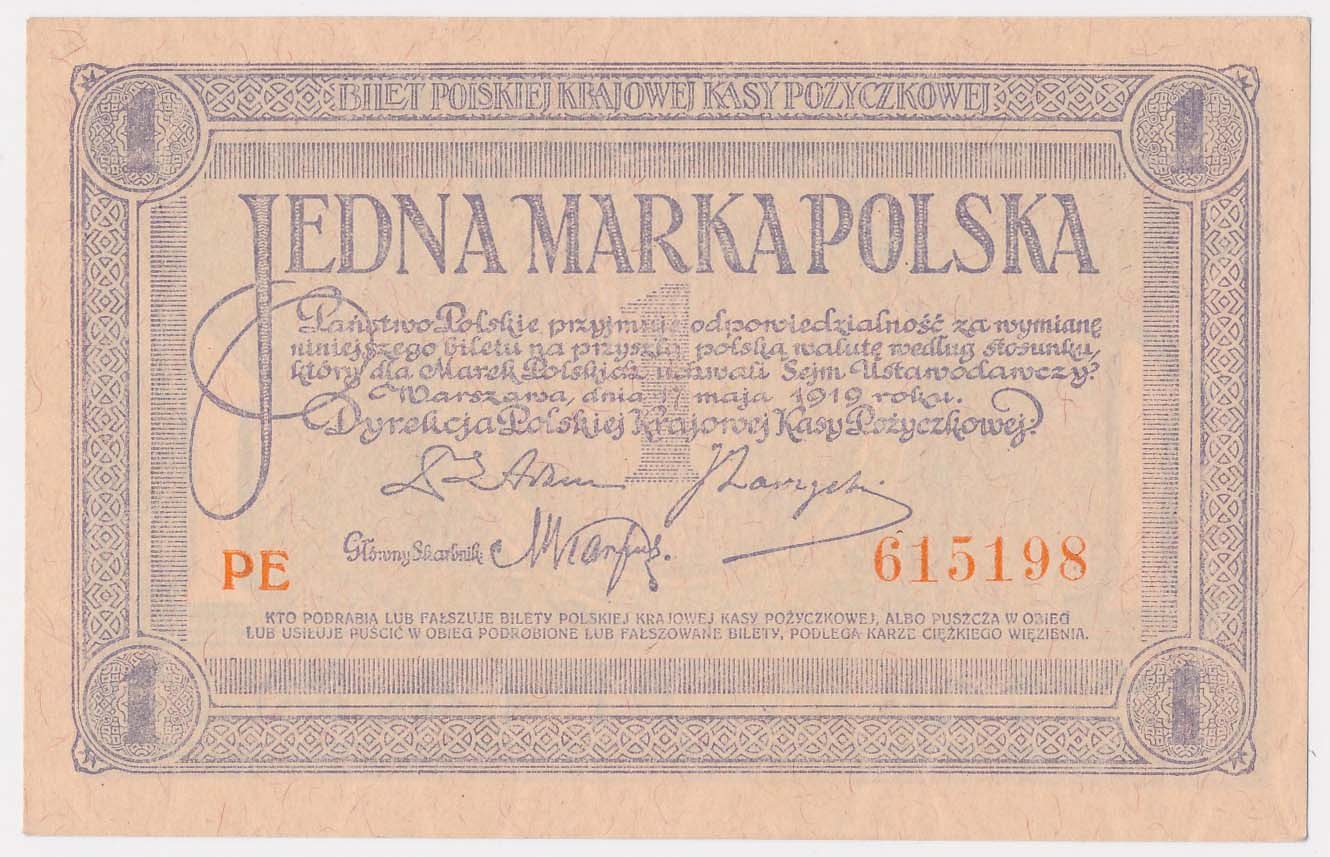 1 BILET POLSKIEJ KRAJOWEJ KASY POŻYCZKOWEJ 1
JEDNA MARKA POLSKA
1
Państwo Polskie przyjmuje odpowiedzialność za wymianę
niniejszego biletu na przyszłą polską walutę według stosunku,
który dla Marek Polskich uchwali Sejm Ustawodawczy.
Warszawa, dnia 17 maja 1919 roku.
Dyrekcja Polskiej Krajowej Kasy Pożyczkowej
Główny Skarbnik
PE 615198
KTO PODRABIA LUB FAŁSZUJE BILETY POLSKIEJ KRAJOWEJ KASY POŻYCZKOWEJ, ALBO PUSZCZA W OBIEG
LUB USIŁUJE PUŚCIĆ W OBIEG PODROBIONE LUB FAŁSZOWANE BILETY, PODLEGA KARZE CIĘŻKIEGO WIĘZIENIA.
1 1